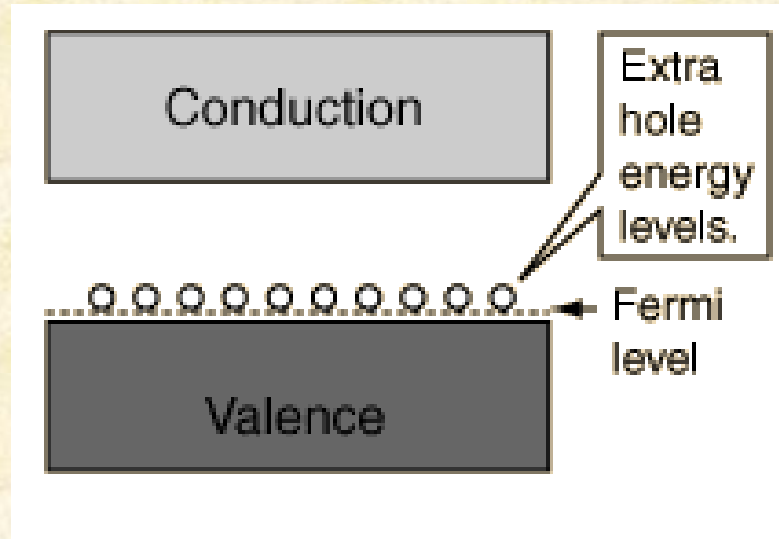 Conduction
Extra
hole
energy
levels.
Fermi
level
Valence